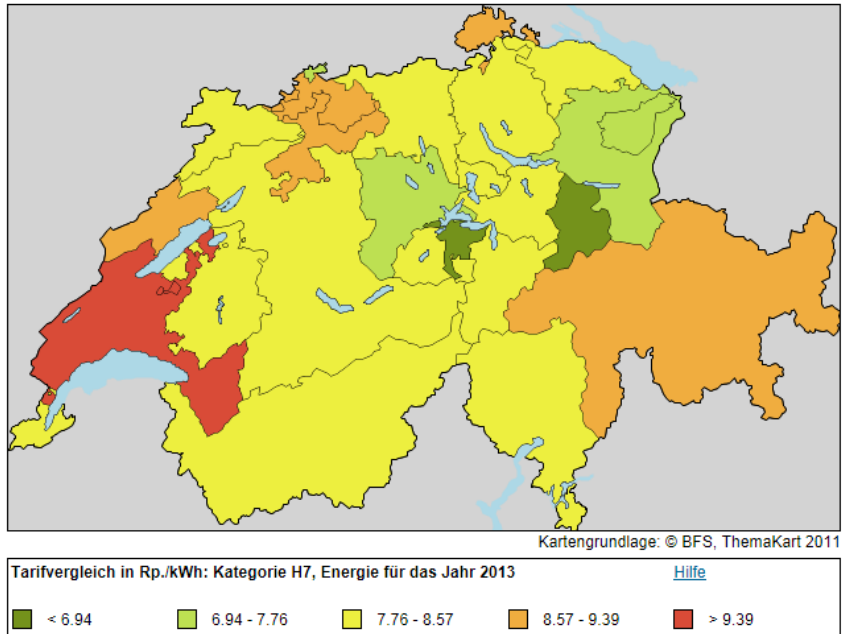 Kartengrundlage: © BFS, ThemaKart 2011
Tarifvergleich in Rp./kWh: Kategorie H7, Energie für das Jahr 2013 Hilfe
< 6.94 6.94 - 7.76 7.76 - 8.57 8.57 - 9.39 > 9.39